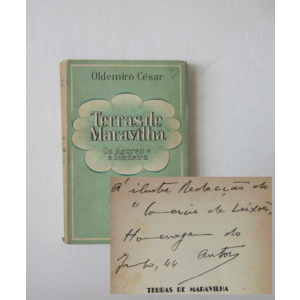 Oldemiro César
Terras de
Maravilha
Os Açores e
a Madeira
A' ilustre Redacção do
"Comercio de Leixões,
Homenagem do
autor
Junho, 44
TERRAS DE MARAVILHA